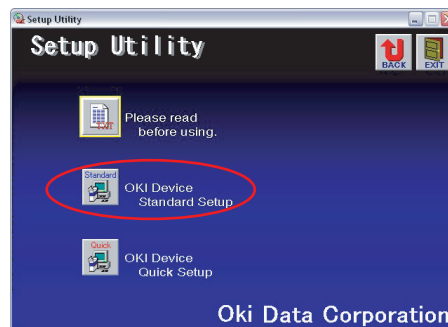 Setup Utility
Setup Utility
BACK
EXIT
TXT
Please read
before using.
Standard
OKI Device
Standard Setup
Quick
OKI Device
Quick Setup
Oki Data Corporation